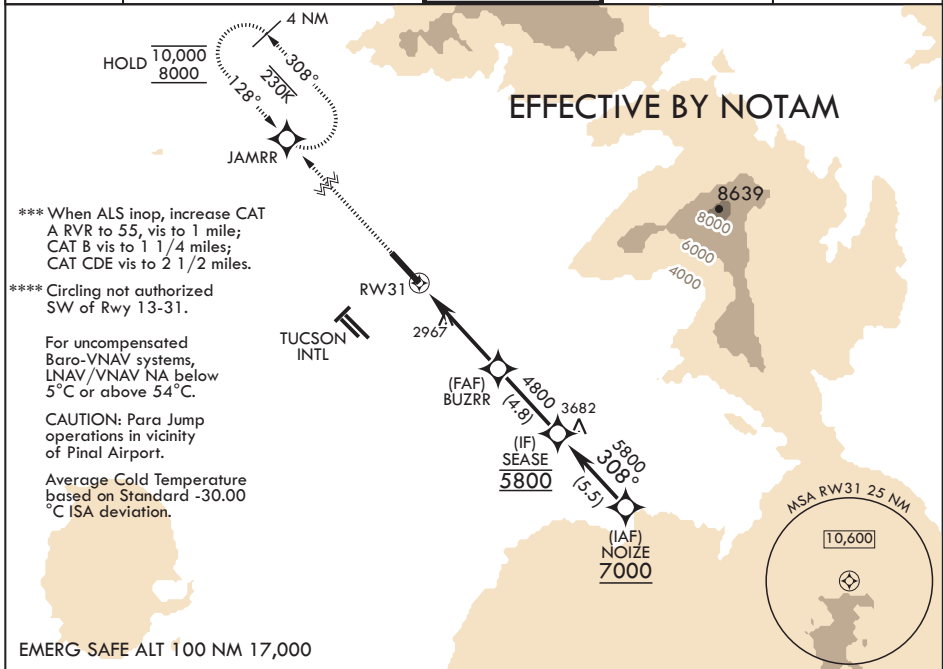 4 NM
HOLD 10,000
8000
308°
230K
128°
JAMRR
EFFECTIVE BY NOTAM
8639
8000
6000
4000
*** When ALS inop, increase CAT
A RVR to 55, vis to 1 mile;
CAT B vis to 1 1/4 miles;
CAT CDE vis to 2 1/2 miles.
**** Circling not authorized
SW of Rwy 13-31.
For uncompensated
Baro-VNAV systems,
LNAV/VNAV NA below
5°C or above 54°C.
CAUTION: Para Jump
operations in vicinity
of Pinal Airport.
Average Cold Temperature
based on Standard -30.00
°C ISA deviation.
RW31
TUCSON
INTL
2967
(FAF)
BUZRR
4800
(4.8)
3682
(IF)
SEASE
5800
5800
308°
(5.5)
(IAF)
NOIZE
7000
MSA RW31 25 NM
10,600
EMERG SAFE ALT 100 NM 17,000